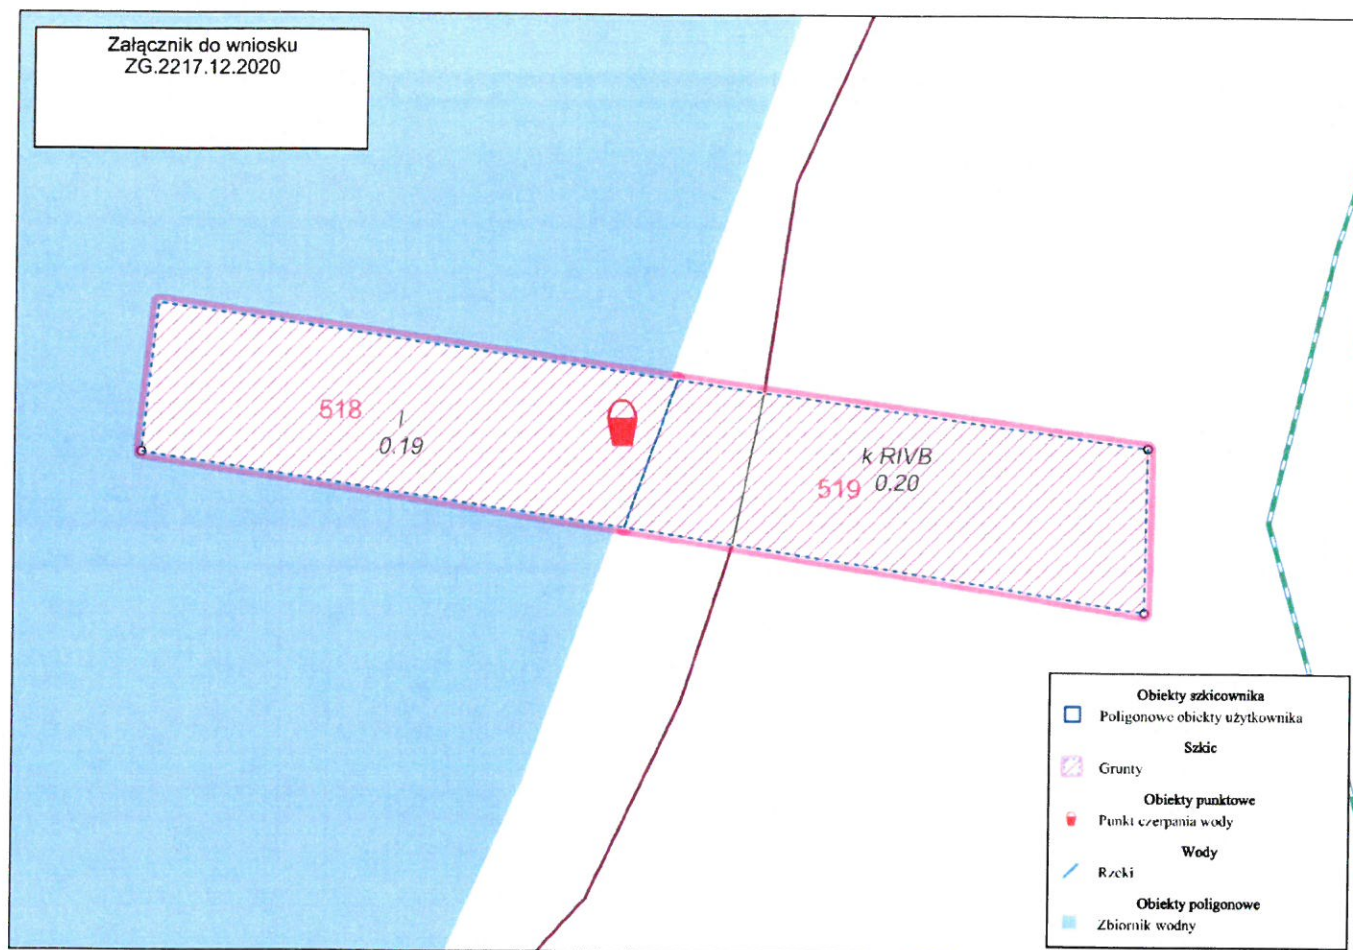 Załącznik do wniosku
ZG.2217.12.2020
518
l
0.19
k RIVB
519 0.20
Obiekty szkicownika
Poligonowe obiekty użytkownika
Szkic
Grunty
Obiekty punktowe
Punkt czerpania wody
Wody
Rzeki
Obiekty poligonowe
Zbiornik wodny